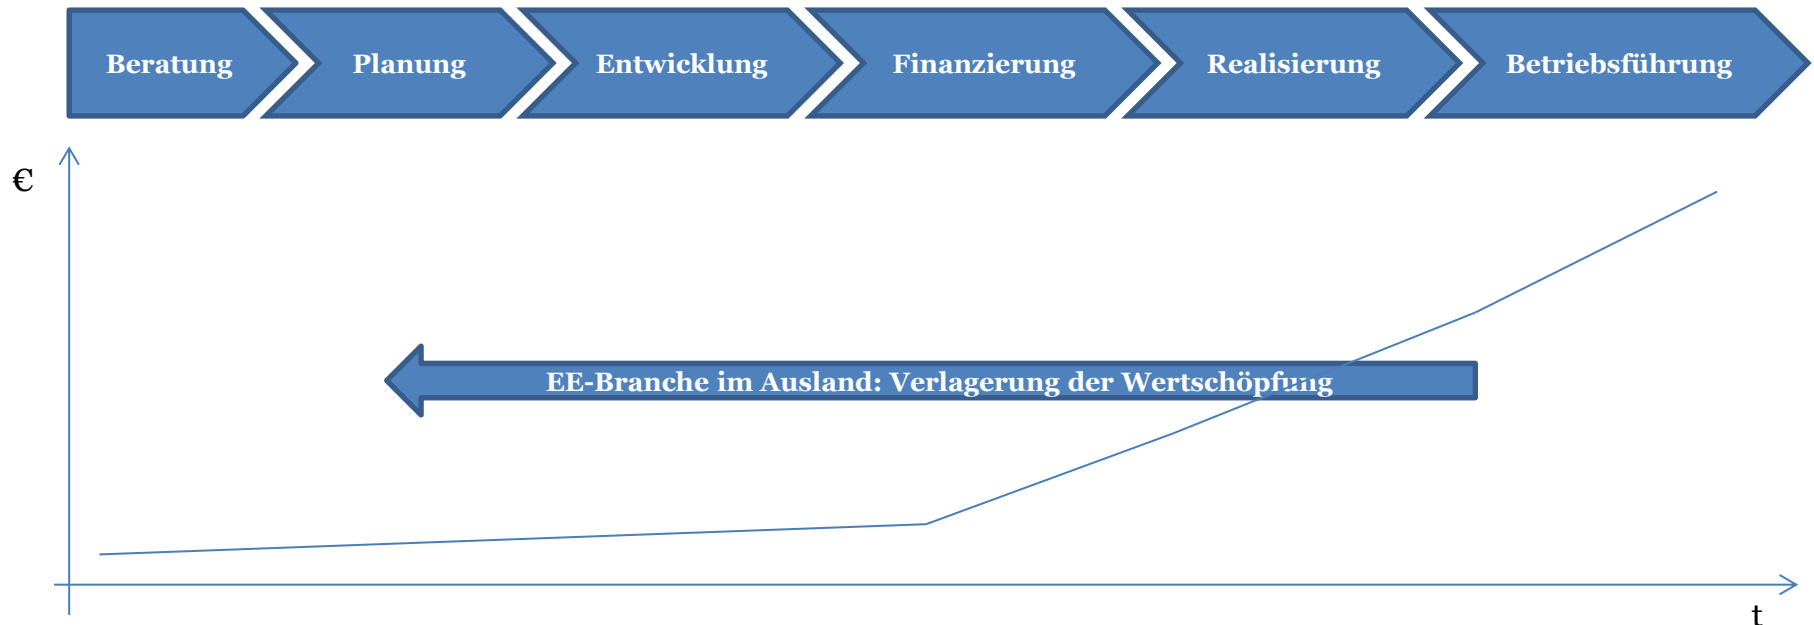 Beratung
Planung
Entwicklung
Finanzierung
Realisierung
Betriebsführung
€
EE-Branche im Ausland: Verlagerung der Wertschöpfung
t